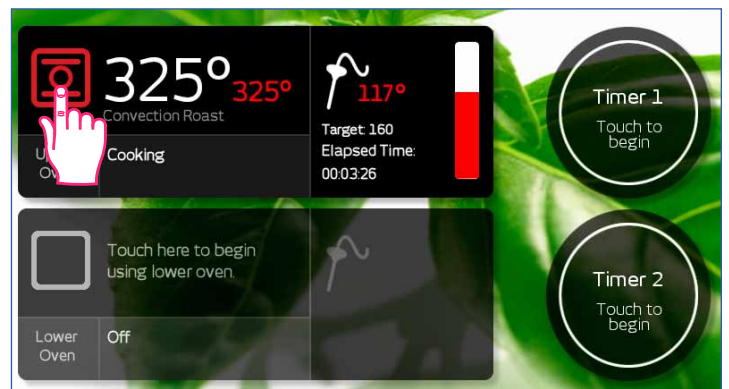 325° 325°
Convection Roast
Cooking
117°
Target: 160
Elapsed Time:
00:03:26
Timer 1
Touch to
begin
Touch here to begin
using lower oven.
Lower
Oven
Off
Timer 2
Touch to
begin